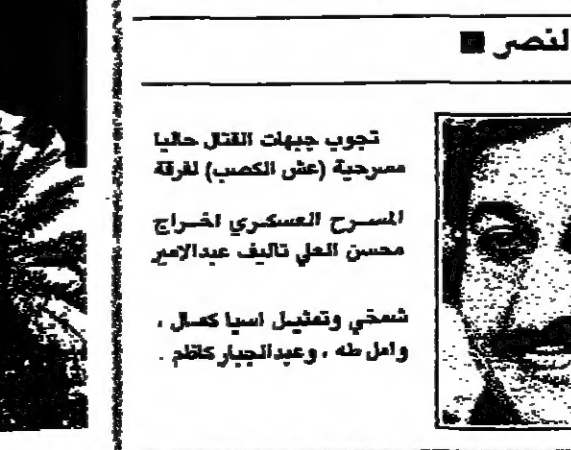 لنصر
تجوب جبهات القتال حاليا
مسرحية (عش الكصب) لفرقة
المسرح العسكري اخراج
محسن العلي تاليف عبدالامير
شمخي وتمثيل اسيا كمال ،
وامل طه ، وعبدالجبار كاظم .